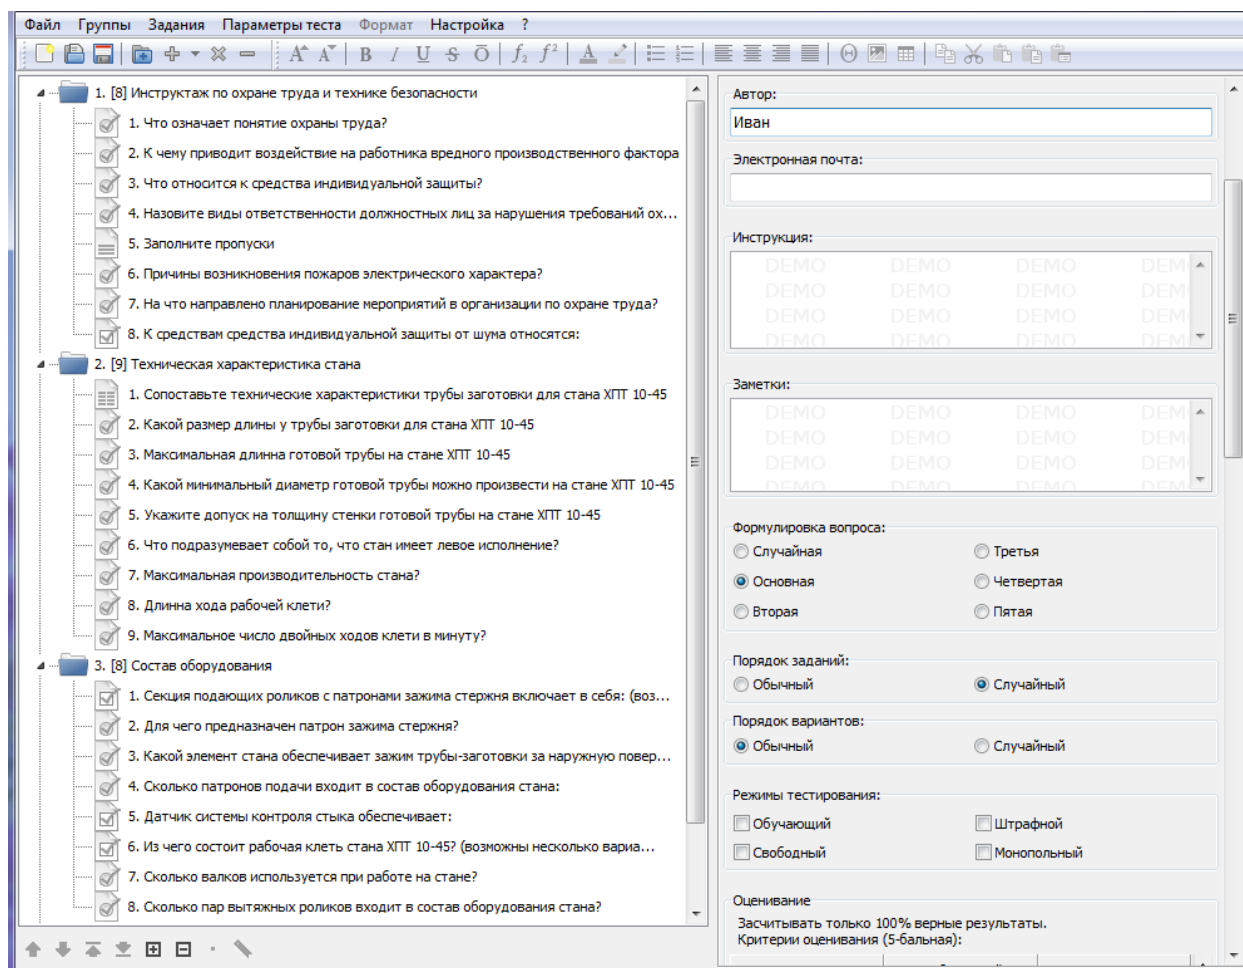 Файл Группы Задания Параметры теста Формат Настройка ?
1. [8] Инструктаж по охране труда и технике безопасности
1. Что означает понятие охраны труда?
2. К чему приводит воздействие на работника вредного производственного фактора
3. Что относится к средства индивидуальной защиты?
4. Назовите виды ответственности должностных лиц за нарушения требований ох...
5. Заполните пропуски
6. Причины возникновения пожаров электрического характера?
7. На что направлено планирование мероприятий в организации по охране труда?
8. К средствам средства индивидуальной защиты от шума относятся:
2. [9] Техническая характеристика стана
1. Сопоставьте технические характеристики трубы заготовки для стана ХПТ 10-45
2. Какой размер длины у трубы заготовки для стана ХПТ 10-45
3. Максимальная длинна готовой трубы на стане ХПТ 10-45
4. Какой минимальный диаметр готовой трубы можно произвести на стане ХПТ 10-45
5. Укажите допуск на толщину стенки готовой трубы на стане ХПТ 10-45
6. Что подразумевает собой то, что стан имеет левое исполнение?
7. Максимальная производительность стана?
8. Длинна хода рабочей клети?
9. Максимальное число двойных ходов клети в минуту?
3. [8] Состав оборудования
1. Секция подающих роликов с патронами зажима стержня включает в себя: (воз...
2. Для чего предназначен патрон зажима стержня?
3. Какой элемент стана обеспечивает зажим трубы-заготовки за наружную повер...
4. Сколько патронов подачи входит в состав оборудования стана:
5. Датчик системы контроля стыка обеспечивает:
6. Из чего состоит рабочая клеть стана ХПТ 10-45? (возможны несколько вариа...
7. Сколько валков используется при работе на стане?
8. Сколько пар вытяжных роликов входит в состав оборудования стана?
Автор:
Иван
Электронная почта:
Инструкция:
DEMO DEMO DEMO DEM
DEMO DEMO DEMO DEM
DEMO DEMO DEMO DEM
DEMO DEMO DEMO DEM
Заметки:
DEMO DEMO DEMO DEM
DEMO DEMO DEMO DEM
DEMO DEMO DEMO DEM
DEMO DEMO DEMO DEM
Формулировка вопроса:
Случайная Третья
Основная Четвертая
Вторая Пятая
Порядок заданий:
Обычный Случайный
Порядок вариантов:
Обычный Случайный
Режимы тестирования:
Обучающий Штрафной
Свободный Монопольный
Оценивание
Засчитывать только 100% верные результаты.
Критерии оценивания (5-бальная):